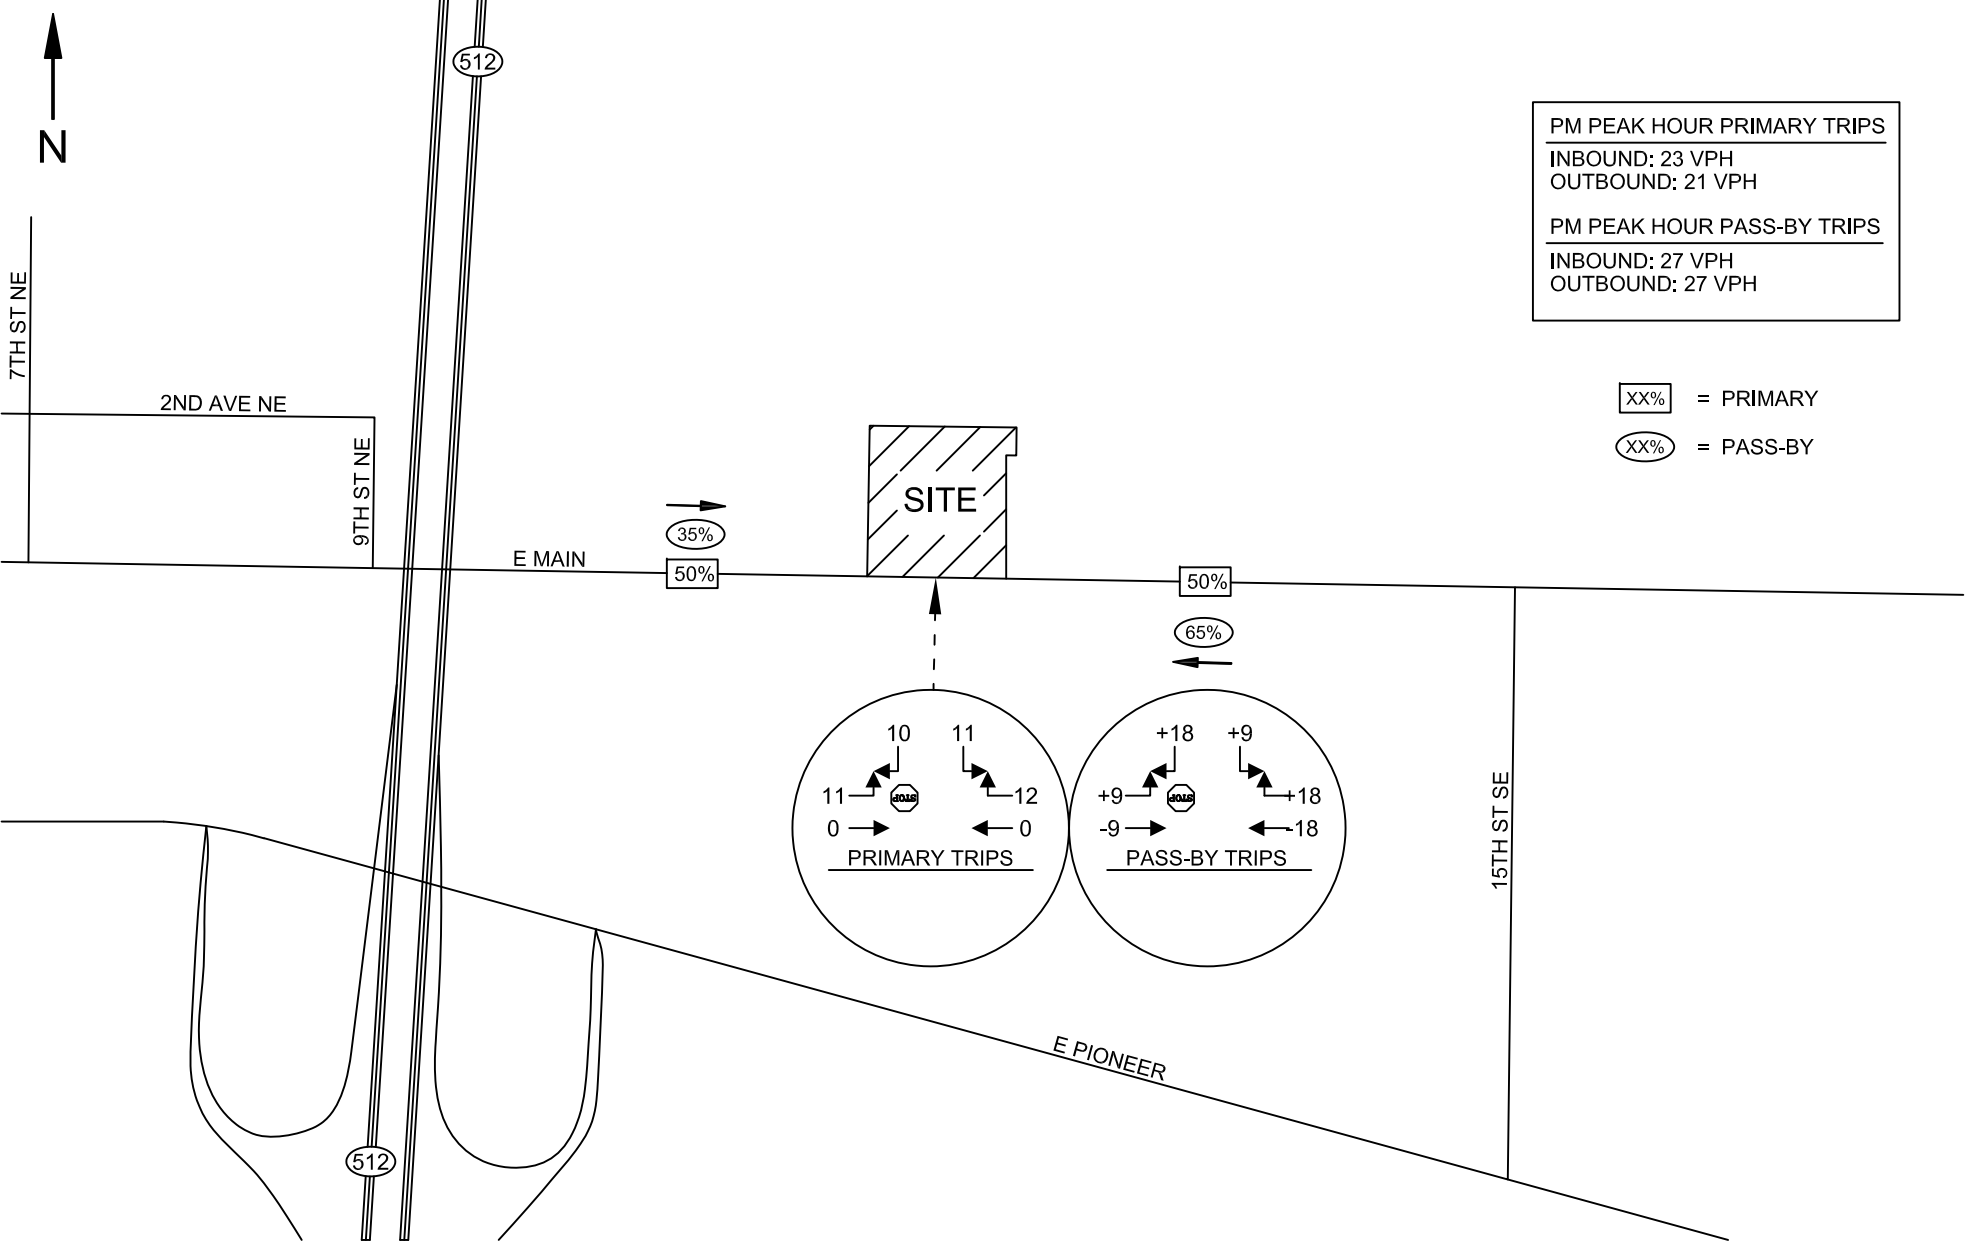 512
N
PM PEAK HOUR PRIMARY TRIPS
INBOUND: 23 VPH
OUTBOUND: 21 VPH
PM PEAK HOUR PASS-BY TRIPS
INBOUND: 27 VPH
OUTBOUND: 27 VPH
XX% = PRIMARY
XX% = PASS-BY
7TH ST NE
2ND AVE NE
9TH ST NE
SITE
35%
E MAIN
50%
50%
65%
10 11
11 STOP 12
0 0
PRIMARY TRIPS
+18 +9
+9 STOP +18
-9 -18
PASS-BY TRIPS
15TH ST SE
E PIONEER
512